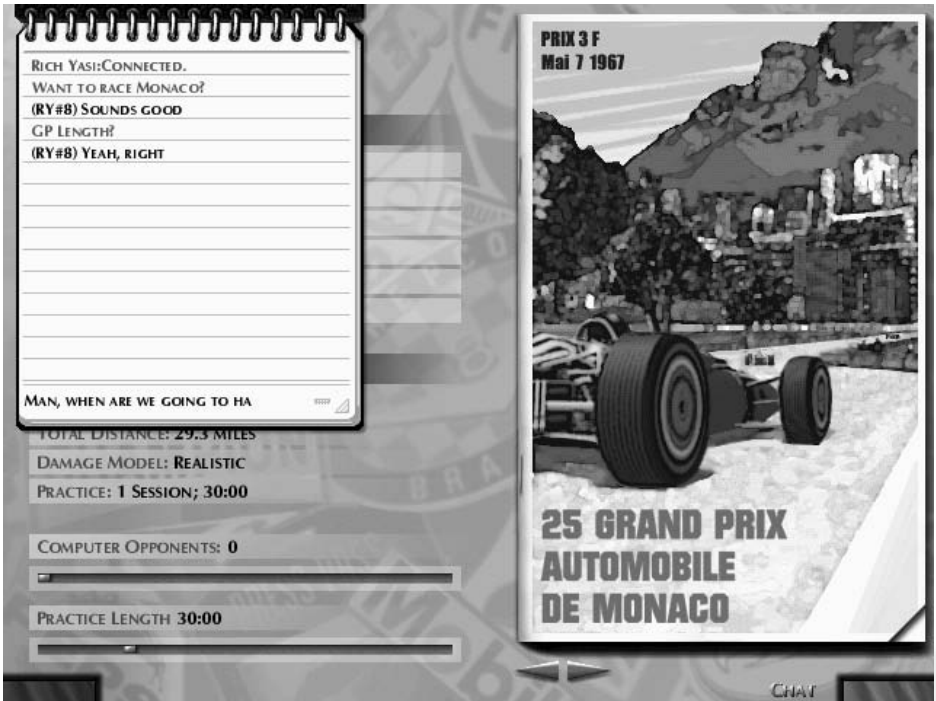 Rich Yasi:Connected.
Want to race Monaco?
(RY#8) Sounds good
GP Length?
(RY#8) Yeah, right
Man, when are we going to ha
Total Distance: 29.3 miles
Damage Model: Realistic
Practice: 1 Session; 30:00
Computer Opponents: 0
Practice Length 30:00
PRIX 3 F
Mai 7 1967
25 GRAND PRIX
AUTOMOBILE
DE MONACO
Chat